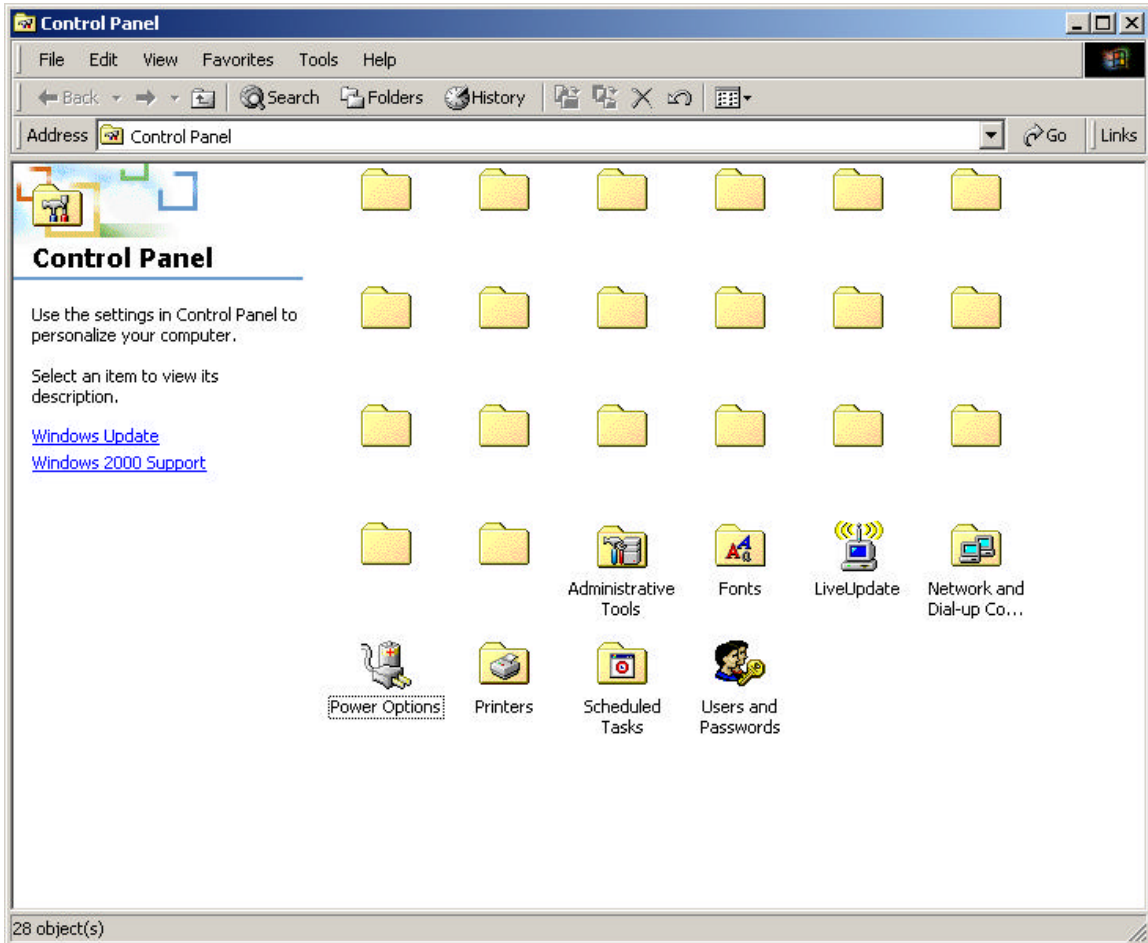 Control Panel
File Edit View Favorites Tools Help
Back Search Folders History
Address Control Panel Go Links
Control Panel
Use the settings in Control Panel to
personalize your computer.
Select an item to view its
description.
Windows Update
Windows 2000 Support
Administrative
Tools
Fonts
LiveUpdate
Network and
Dial-up Co...
Power Options
Printers
Scheduled
Tasks
Users and
Passwords
28 object(s)